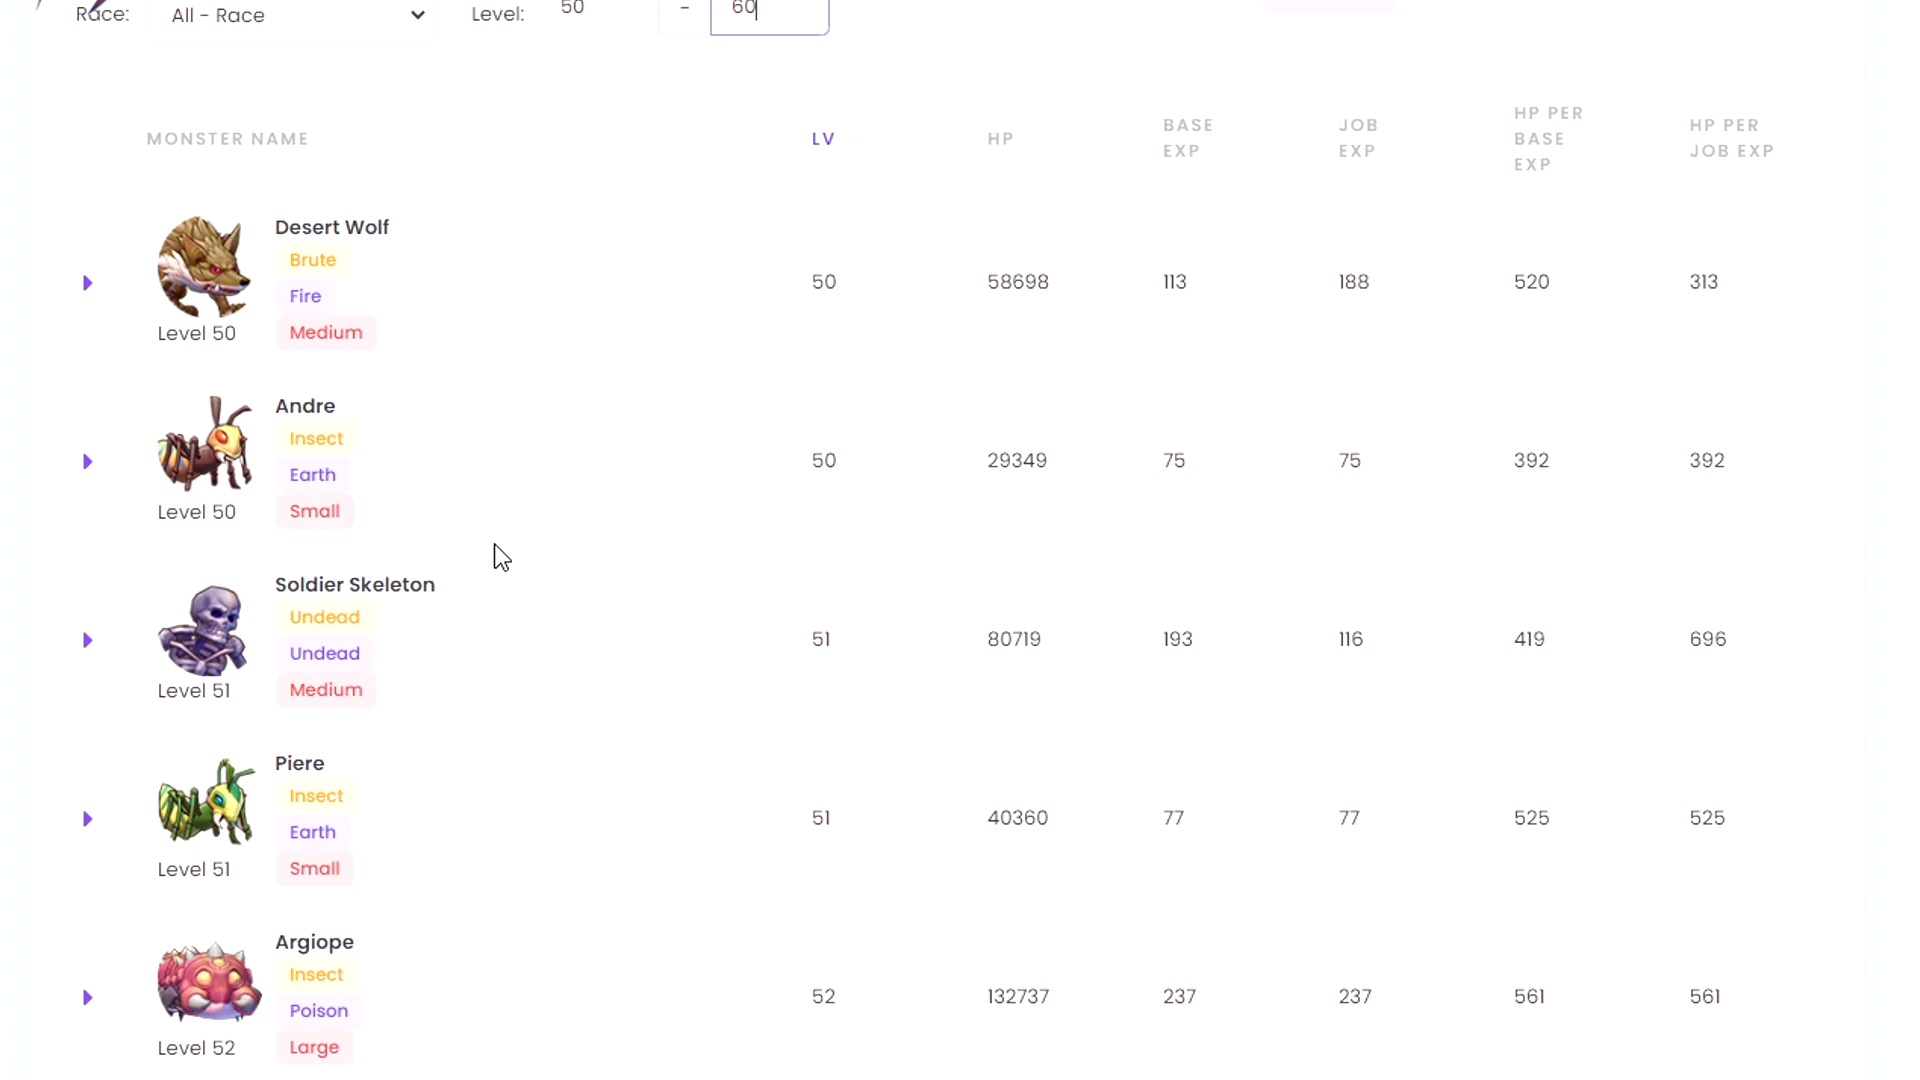 Race: All - Race Level: 50 - 60
MONSTER NAME LV HP BASE EXP JOB EXP HP PER BASE EXP HP PER JOB EXP
Desert Wolf
Brute
Fire
Medium
Level 50
50 58698 113 188 520 313
Andre
Insect
Earth
Small
Level 50
50 29349 75 75 392 392
Soldier Skeleton
Undead
Undead
Medium
Level 51
51 80719 193 116 419 696
Piere
Insect
Earth
Small
Level 51
51 40360 77 77 525 525
Argiope
Insect
Poison
Large
Level 52
52 132737 237 237 561 561